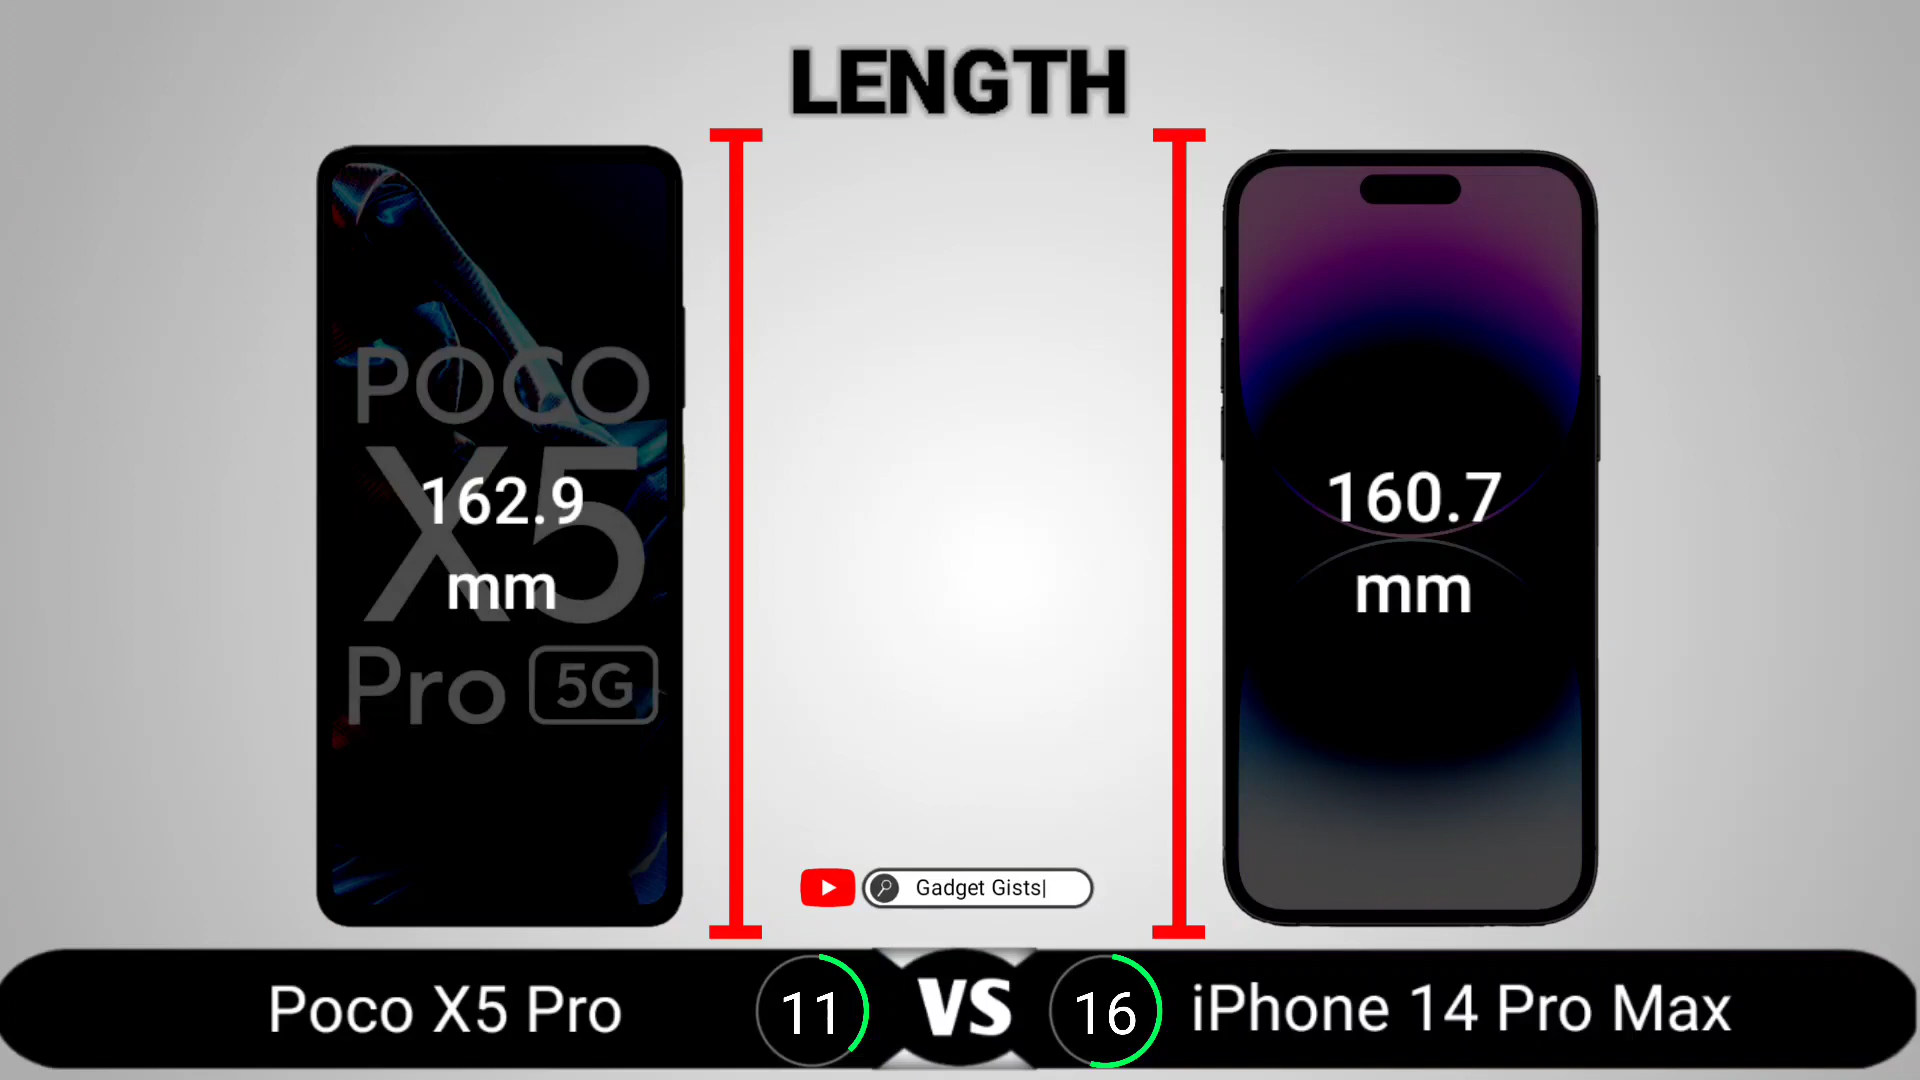 LENGTH
POCO
X5
Pro 5G
162.9
mm
160.7
mm
Gadget Gists|
Poco X5 Pro
11
VS
16
iPhone 14 Pro Max